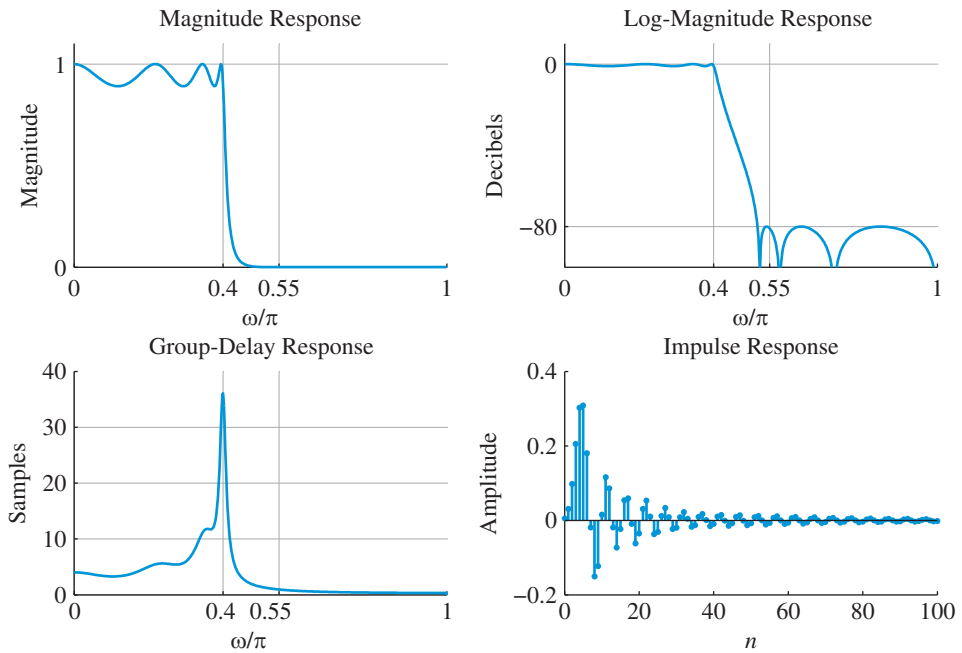 Magnitude Response
Magnitude
1
0
0
0.4
0.55
1
ω/π
Log-Magnitude Response
Decibels
0
−80
0
0.4
0.55
1
ω/π
Group-Delay Response
Samples
40
30
20
10
0
0
0.4
0.55
1
ω/π
Impulse Response
Amplitude
0.4
0.2
0
−0.2
0
20
40
60
80
100
n